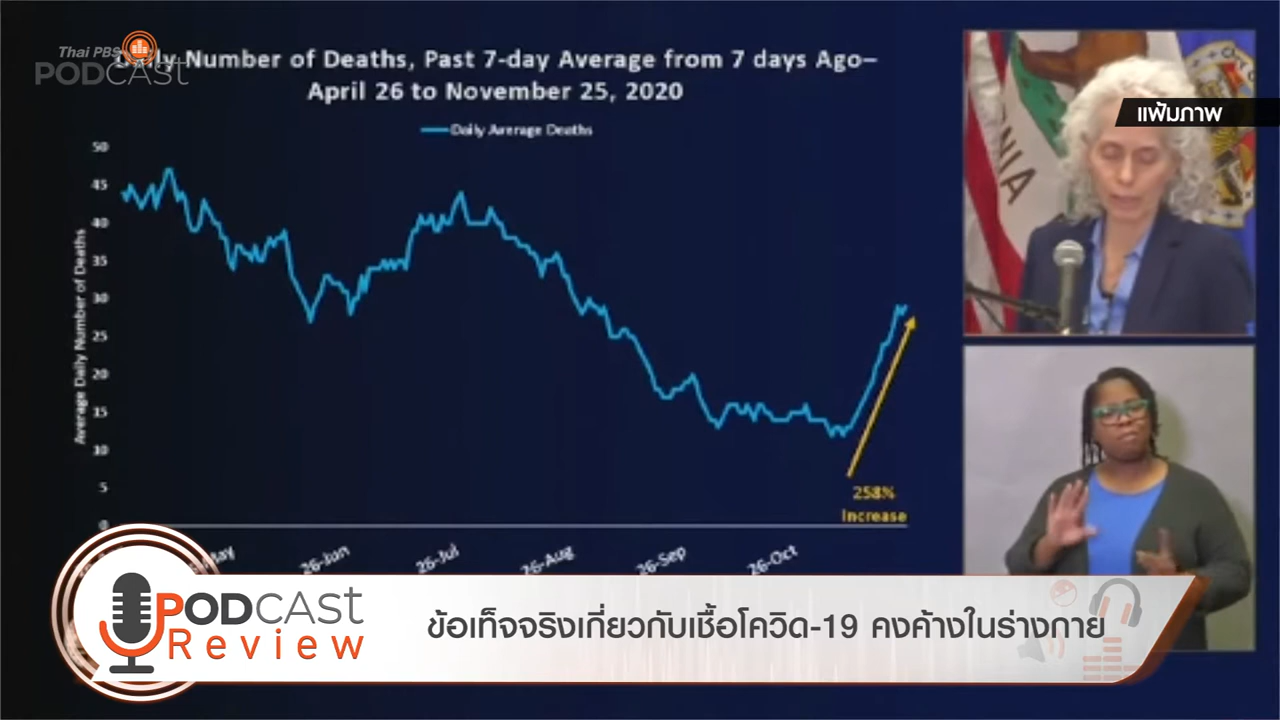 Thai PBS
PODCAST
Daily Number of Deaths, Past 7-day Average from 7 days Ago–
April 26 to November 25, 2020
Daily Average Deaths
แฟ้มภาพ
NIA
Average Daily Number of Deaths
50
45
40
35
30
25
20
15
10
5
0
258%
Increase
May
26-Jun
26-Jul
26-Aug
26-Sep
26-Oct
PODCAST
Review
ข้อเท็จจริงเกี่ยวกับเชื้อโควิด-19 คงค้างในร่างกาย